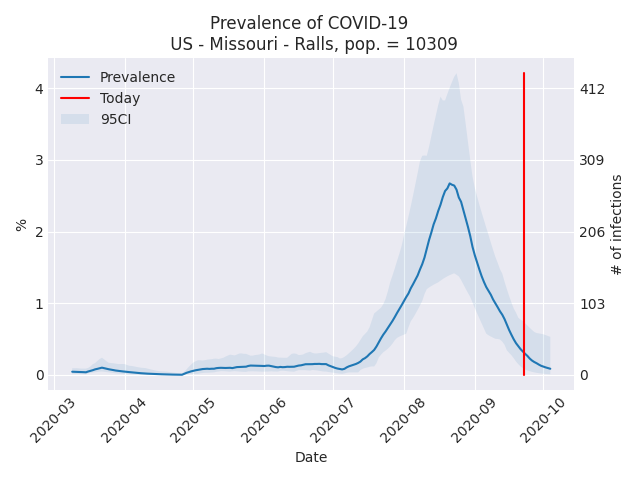 Prevalence of COVID-19
US - Missouri - Ralls, pop. = 10309
Prevalence
Today
95CI
4
3
2
1
0
%
412
309
206
103
0
# of infections
2020-03
2020-04
2020-05
2020-06
2020-07
2020-08
2020-09
2020-10
Date